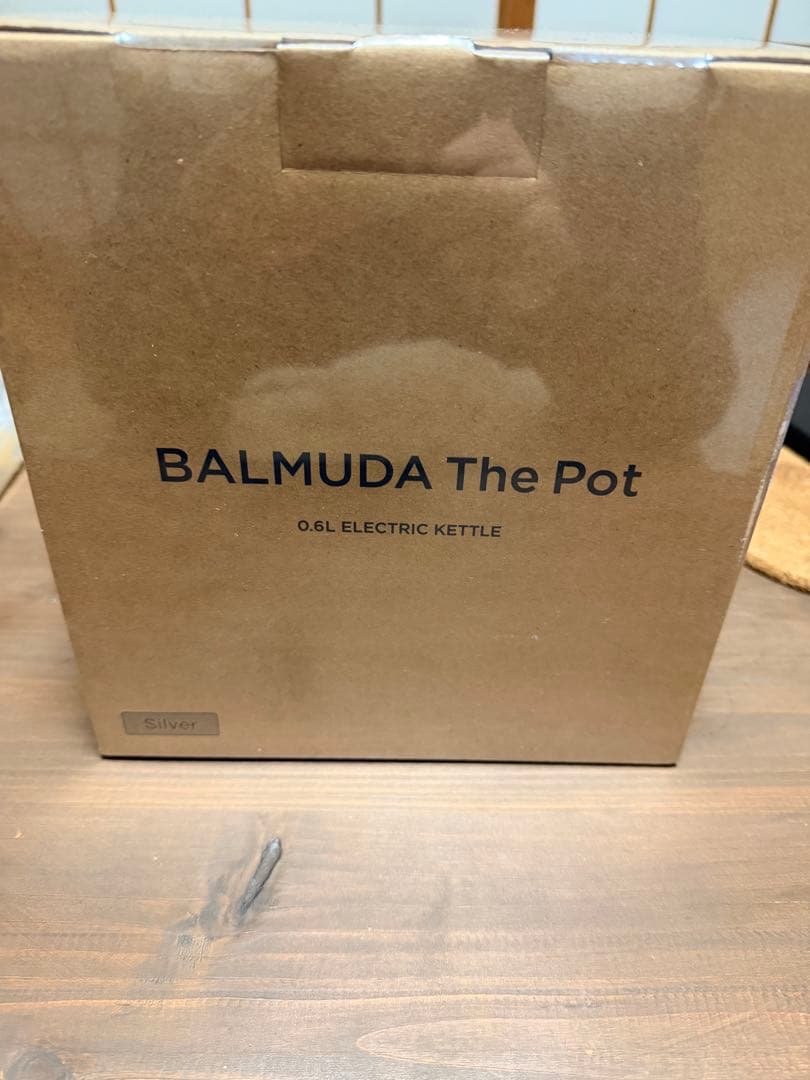 BALMUDA The Pot
0.6L ELECTRIC KETTLE
Silver